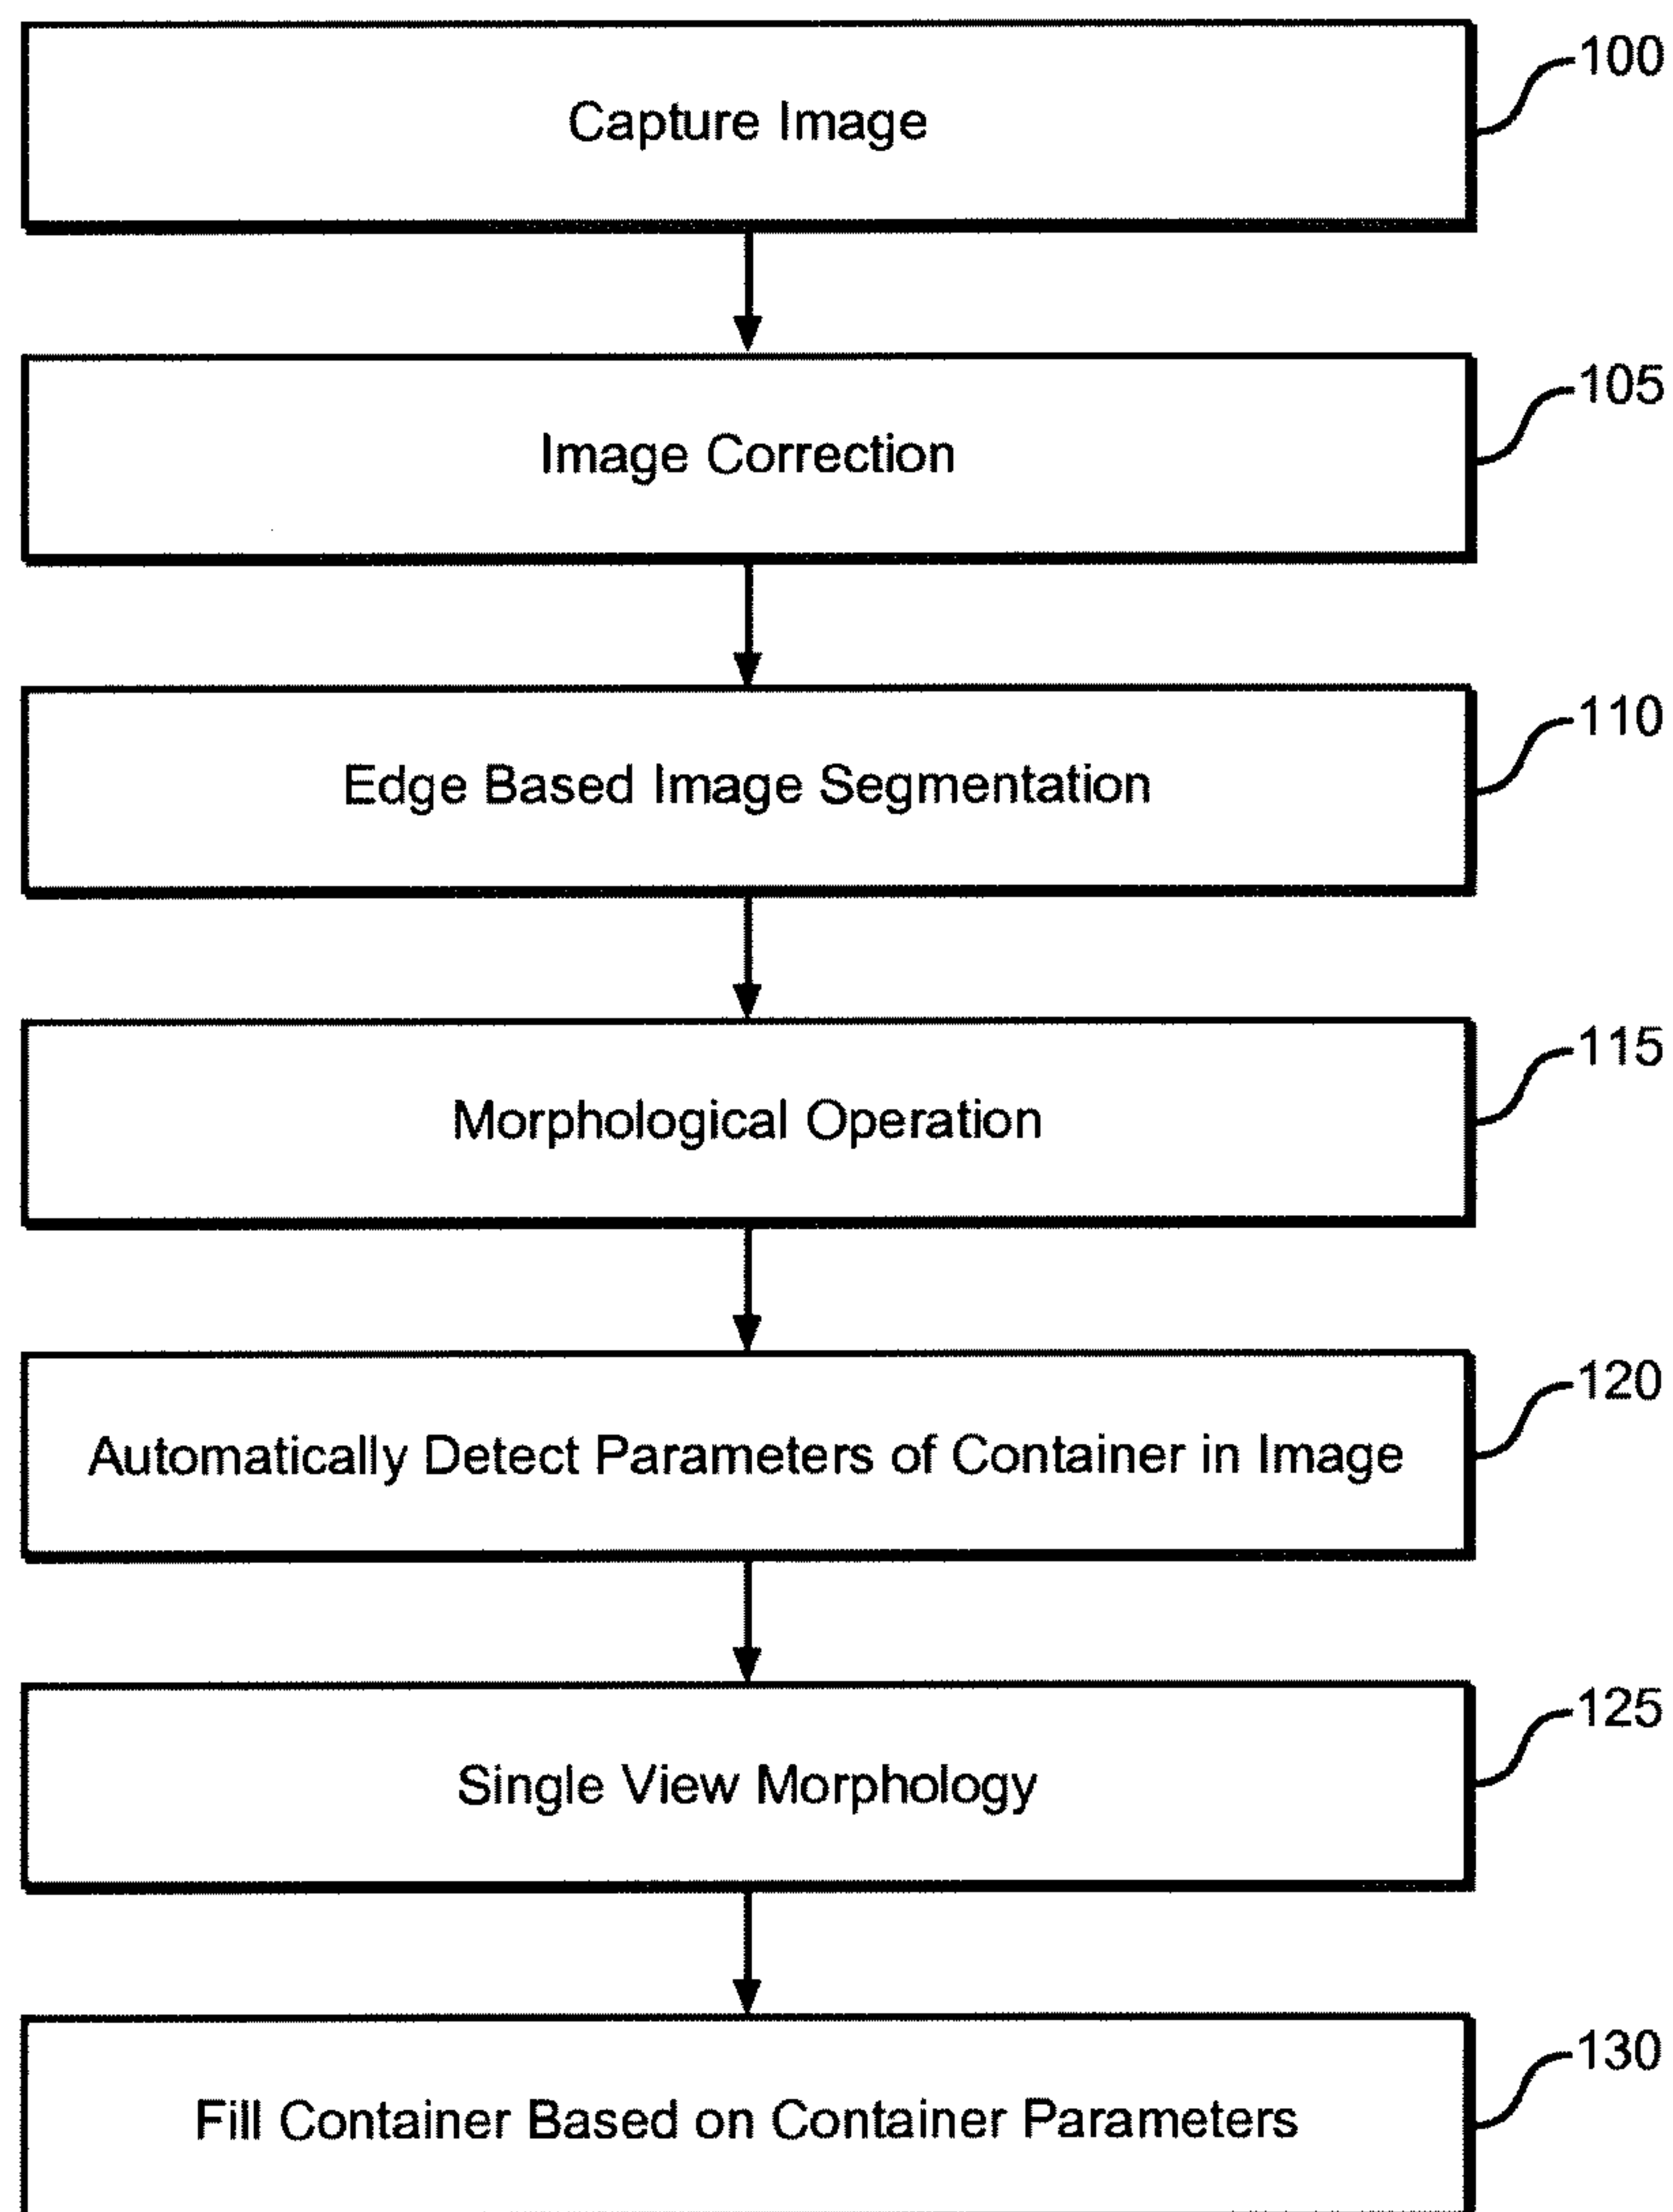 100
Capture Image
105
Image Correction
110
Edge Based Image Segmentation
115
Morphological Operation
120
Automatically Detect Parameters of Container in Image
125
Single View Morphology
130
Fill Container Based on Container Parameters